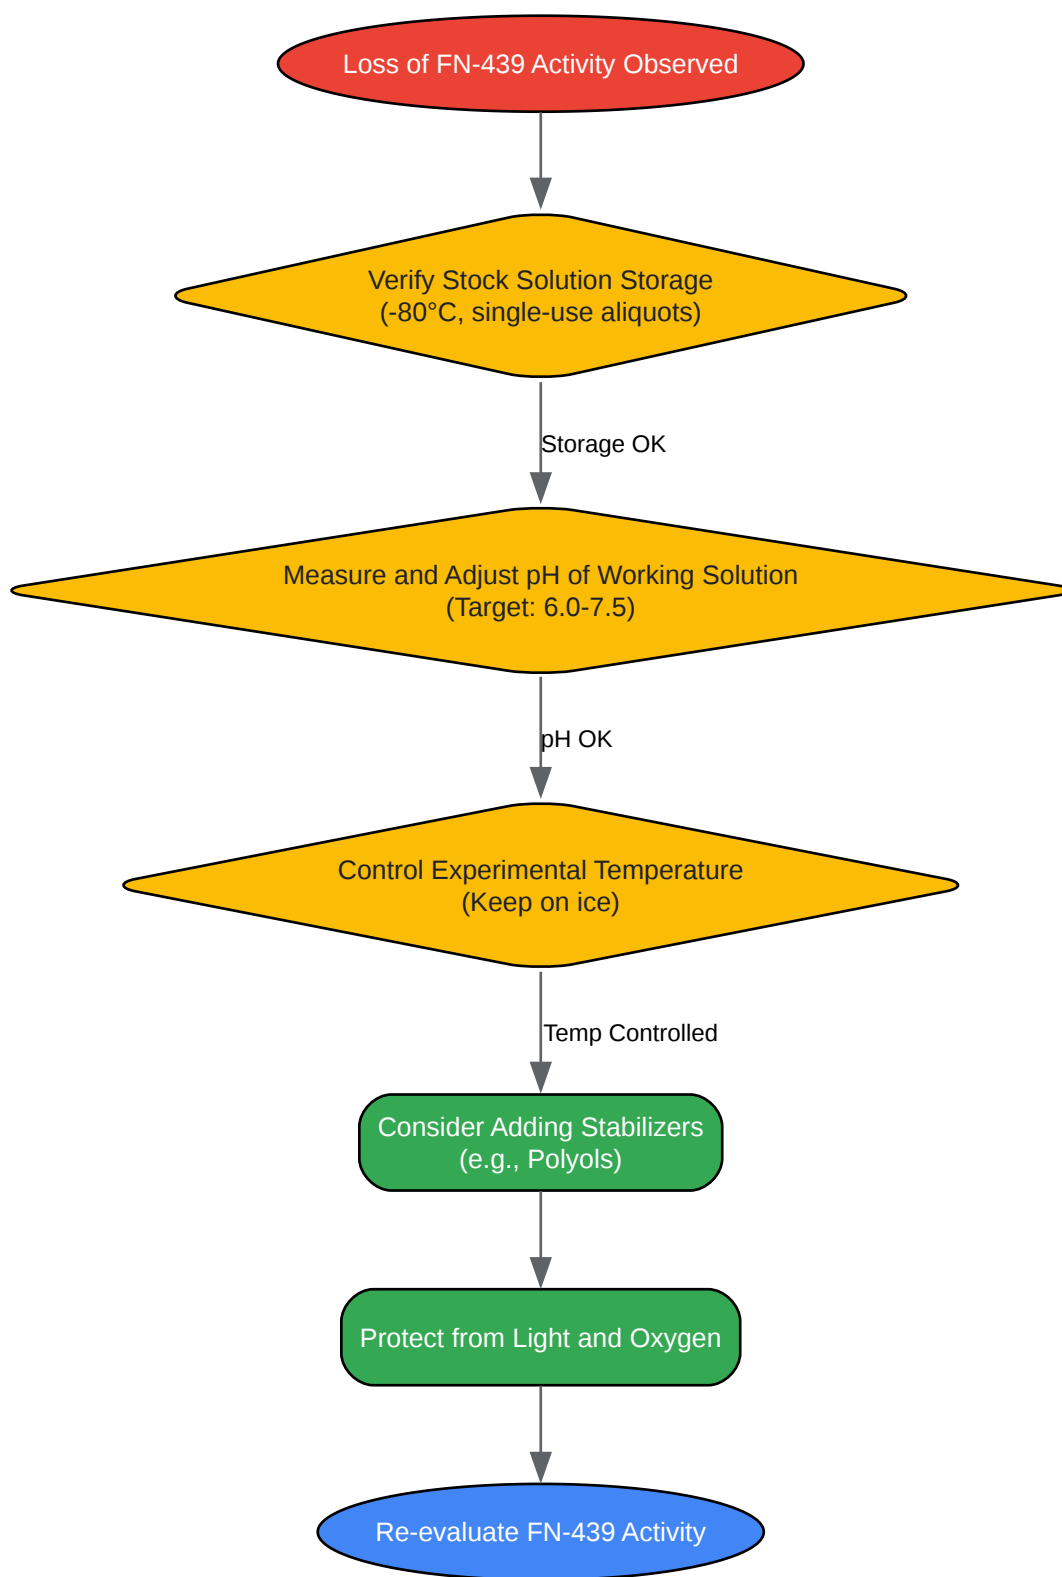 Loss of FN-439 Activity Observed
Verify Stock Solution Storage
(-80°C, single-use aliquots)
Storage OK
Measure and Adjust pH of Working Solution
(Target: 6.0-7.5)
pH OK
Control Experimental Temperature
(Keep on ice)
Temp Controlled
Consider Adding Stabilizers
(e.g., Polyols)
Protect from Light and Oxygen
Re-evaluate FN-439 Activity